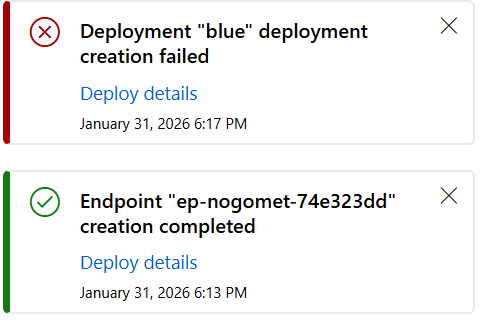 Deployment "blue" deployment
creation failed
Deploy details
January 31, 2026 6:17 PM
Endpoint "ep-nogomet-74e323dd"
creation completed
Deploy details
January 31, 2026 6:13 PM